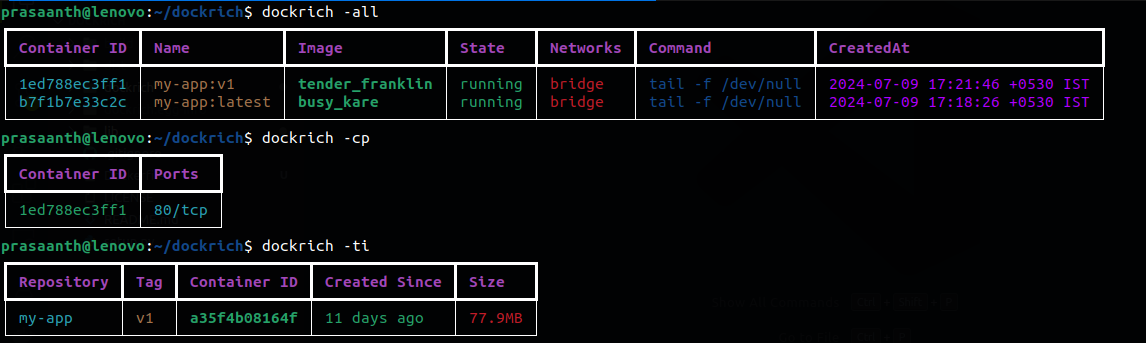 prasaanth@lenovo:~/dockrich$ dockrich -all
Container ID Name Image State Networks Command CreatedAt
1ed788ec3ff1 my-app:v1 tender_franklin running bridge tail -f /dev/null 2024-07-09 17:21:46 +0530 IST
b7f1b7e33c2c my-app:latest busy_kare running bridge tail -f /dev/null 2024-07-09 17:18:26 +0530 IST
prasaanth@lenovo:~/dockrich$ dockrich -cp
Container ID Ports
1ed788ec3ff1 80/tcp
prasaanth@lenovo:~/dockrich$ dockrich -ti
Repository Tag Container ID Created Since Size
my-app v1 a35f4b08164f 11 days ago 77.9MB